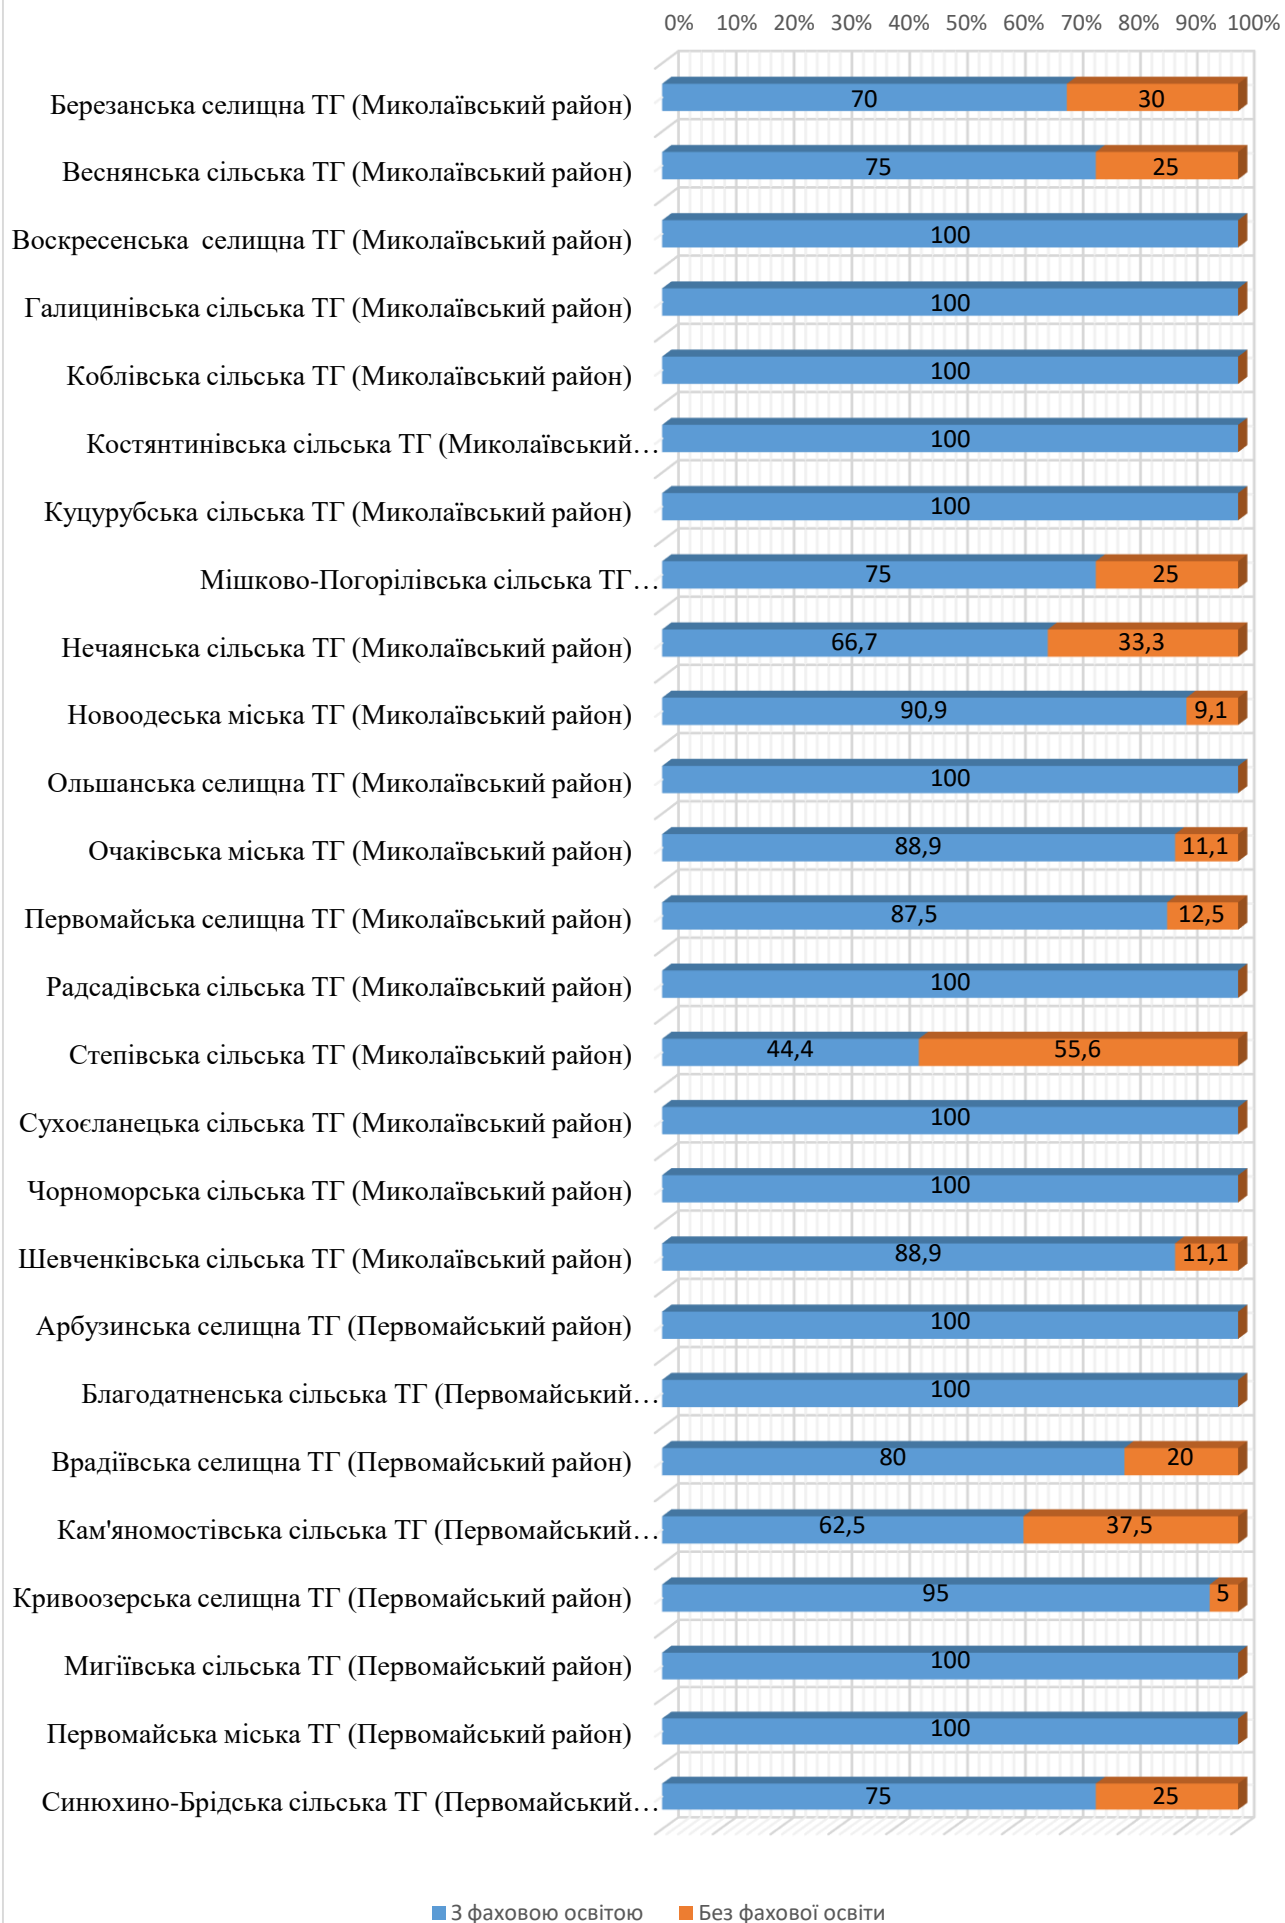 0% 10% 20% 30% 40% 50% 60% 70% 80% 90% 100%
Березанська селищна ТГ (Миколаївський район) 70 30
Веснянська сільська ТГ (Миколаївський район) 75 25
Воскресенська селищна ТГ (Миколаївський район) 100
Галицинівська сільська ТГ (Миколаївський район) 100
Коблівська сільська ТГ (Миколаївський район) 100
Костянтинівська сільська ТГ (Миколаївський… 100
Куцурубська сільська ТГ (Миколаївський район) 100
Мішково-Погорілівська сільська ТГ… 75 25
Нечаянська сільська ТГ (Миколаївський район) 66,7 33,3
Новоодеська міська ТГ (Миколаївський район) 90,9 9,1
Ольшанська селищна ТГ (Миколаївський район) 100
Очаківська міська ТГ (Миколаївський район) 88,9 11,1
Первомайська селищна ТГ (Миколаївський район) 87,5 12,5
Радсадівська сільська ТГ (Миколаївський район) 100
Степівська сільська ТГ (Миколаївський район) 44,4 55,6
Сухоєланецька сільська ТГ (Миколаївський район) 100
Чорноморська сільська ТГ (Миколаївський район) 100
Шевченківська сільська ТГ (Миколаївський район) 88,9 11,1
Арбузинська селищна ТГ (Первомайський район) 100
Благодатненська сільська ТГ (Первомайський… 100
Врадіївська селищна ТГ (Первомайський район) 80 20
Кам'яномостівська сільська ТГ (Первомайський… 62,5 37,5
Кривоозерська селищна ТГ (Первомайський район) 95 5
Мигіївська сільська ТГ (Первомайський район) 100
Первомайська міська ТГ (Первомайський район) 100
Синюхино-Брідська сільська ТГ (Первомайський… 75 25
З фаховою освітою Без фахової освіти